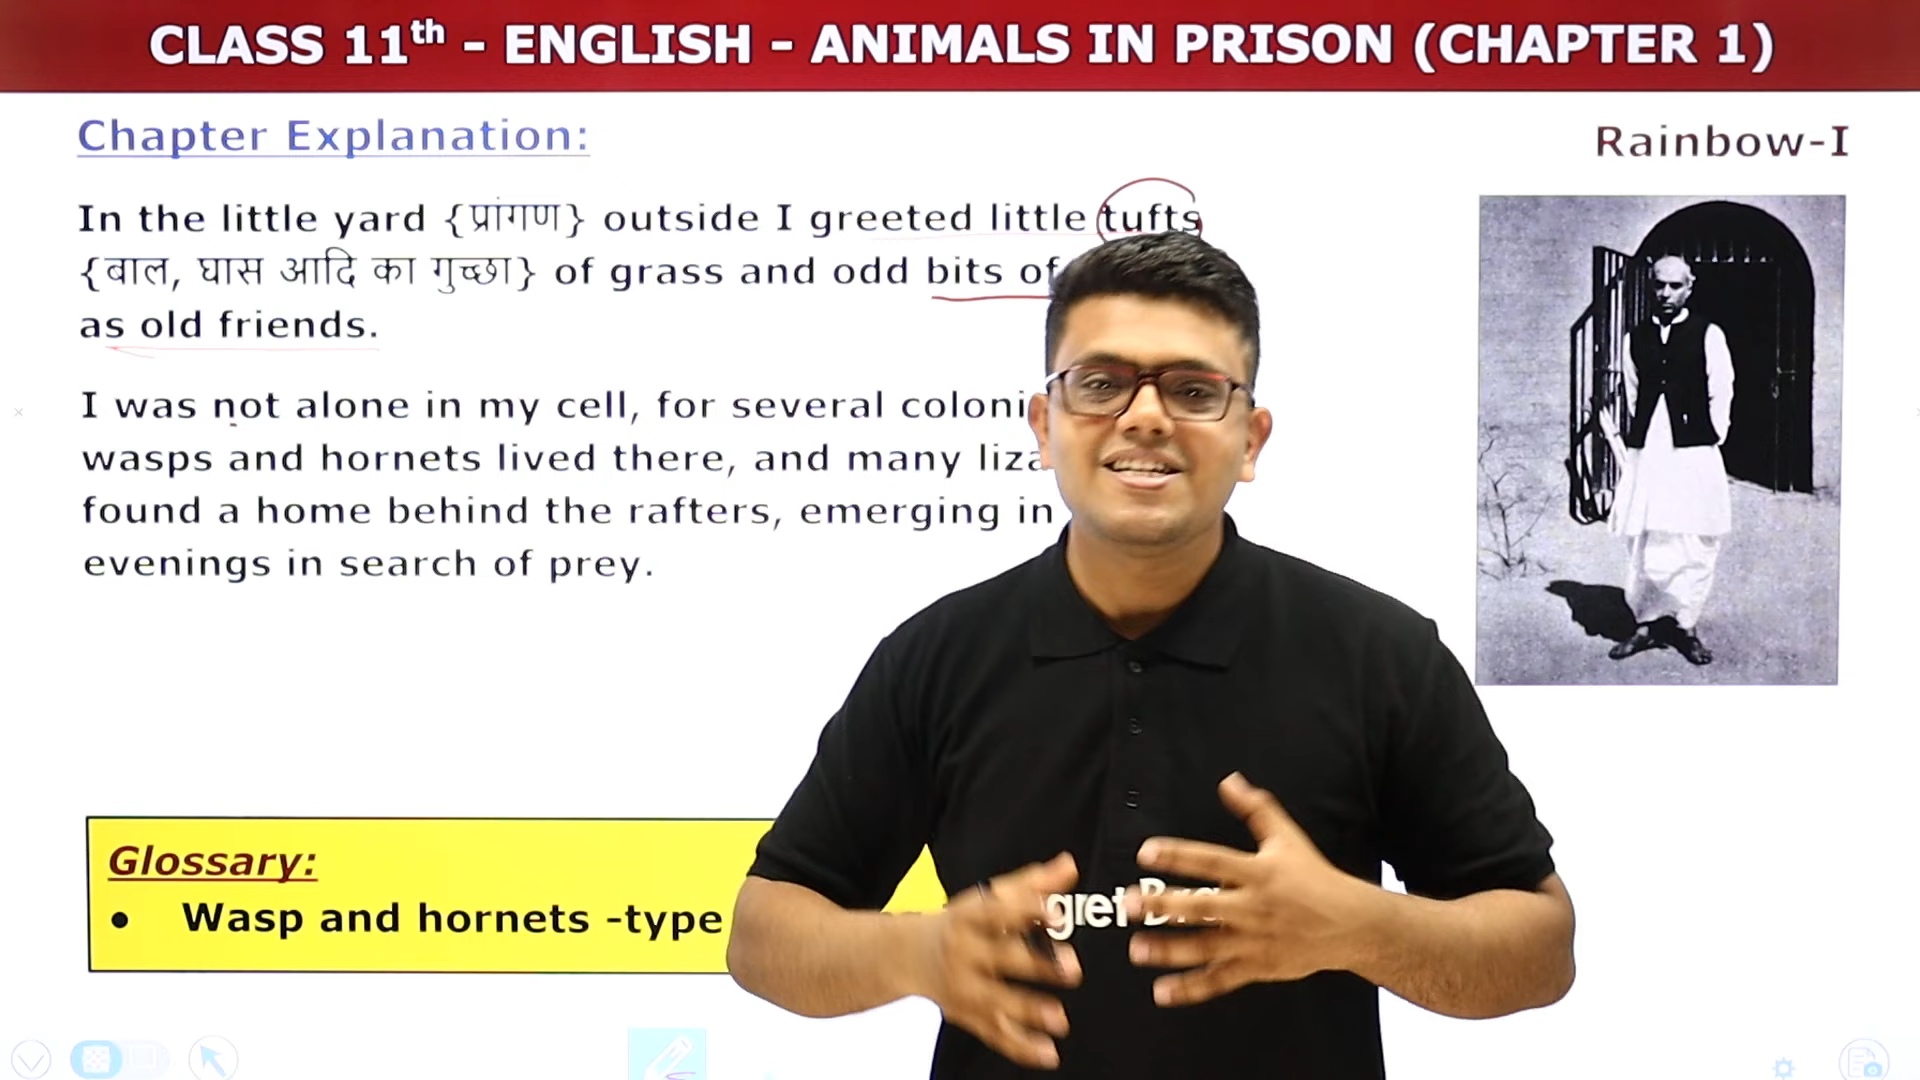 CLASS 11th - ENGLISH - ANIMALS IN PRISON (CHAPTER 1)
Chapter Explanation:
Rainbow-I
In the little yard {प्रांगण} outside I greeted little tufts
{बाल, घास आदि का गुच्छा} of grass and odd bits of
as old friends.
I was not alone in my cell, for several coloni
wasps and hornets lived there, and many liza
found a home behind the rafters, emerging in
evenings in search of prey.
Glossary:
• Wasp and hornets -type
gret Bra